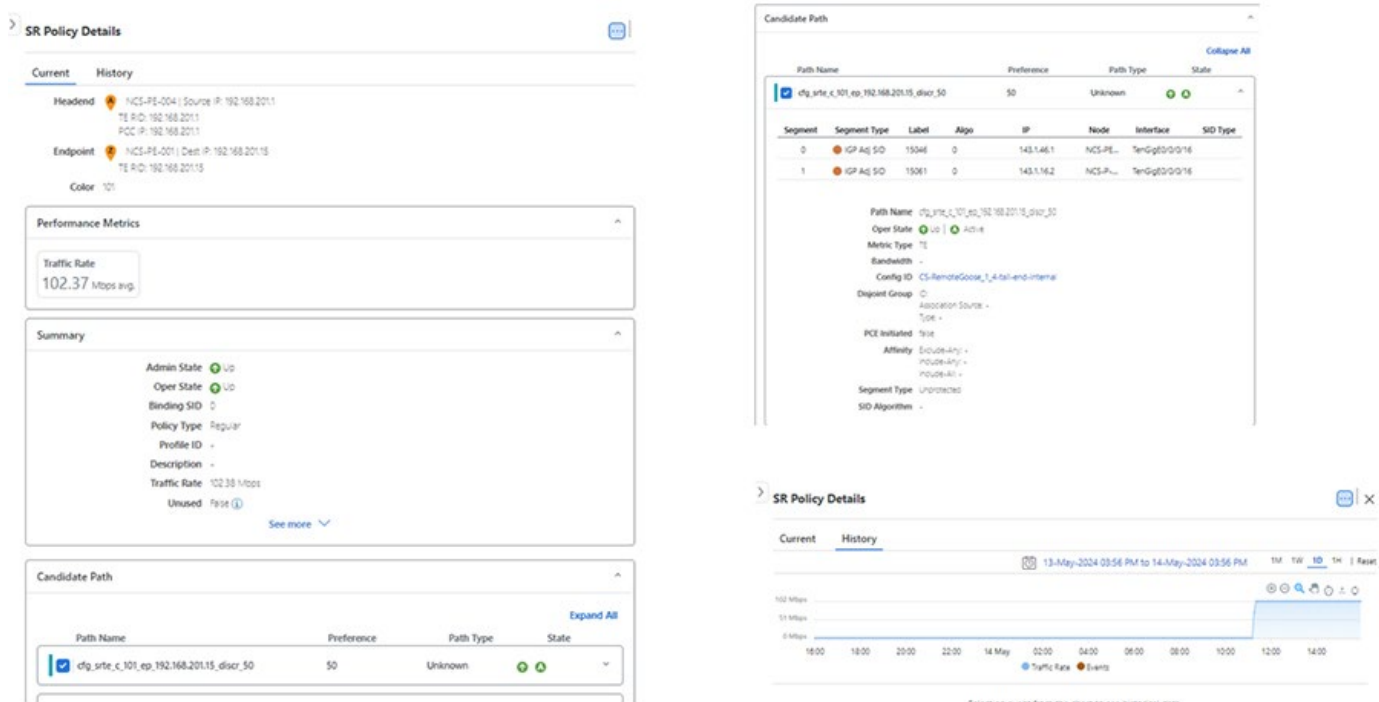 SR Policy Details
Current History
Headend A NCS-PE-004 | Source IP: 192.168.201.1
TE RID: 192.168.201.1
PCC IP: 192.168.201.1
Endpoint Z NCS-PE-001 | Dest IP: 192.168.201.15
TE RID: 192.168.201.15
Color 101
Performance Metrics
Traffic Rate
102.37 Mbps avg.
Summary
Admin State Up
Oper State Up
Binding SID 0
Policy Type Regular
Profile ID -
Description -
Traffic Rate 102.38 Mbps
Unused False
See more
Candidate Path
Expand All
Path Name Preference Path Type State
cfg_srte_c_101_ep_192.168.201.15_discr_50 50 Unknown
Candidate Path
Collapse All
Path Name Preference Path Type State
cfg_srte_c_101_ep_192.168.201.15_discr_50 50 Unknown
Segment Segment Type Label Algo IP Node Interface SID Type
0 IGP Adj SID 15046 0 143.1.46.1 NCS-PE... TenGigE0/0/0/16
1 IGP Adj SID 15061 0 143.1.16.2 NCS-P-... TenGigE0/0/0/16
Path Name cfg_srte_c_101_ep_192.168.201.15_discr_50
Oper State Up | Active
Metric Type TE
Bandwidth -
Config ID CS-RemoteGoose_1_4-tail-end-internal
Disjoint Group ID:
Association Source: -
Type: -
PCE Initiated false
Affinity Exclude-Any: -
Include-Any: -
Include-All: -
Segment Type Unprotected
SID Algorithm -
SR Policy Details
Current History
13-May-2024 03:56 PM to 14-May-2024 03:56 PM 1M 1W 1D 1H | Reset
102 Mbps
51 Mbps
0 Mbps
16:00 18:00 20:00 22:00 14 May 02:00 04:00 06:00 08:00 10:00 12:00 14:00
Traffic Rate Events